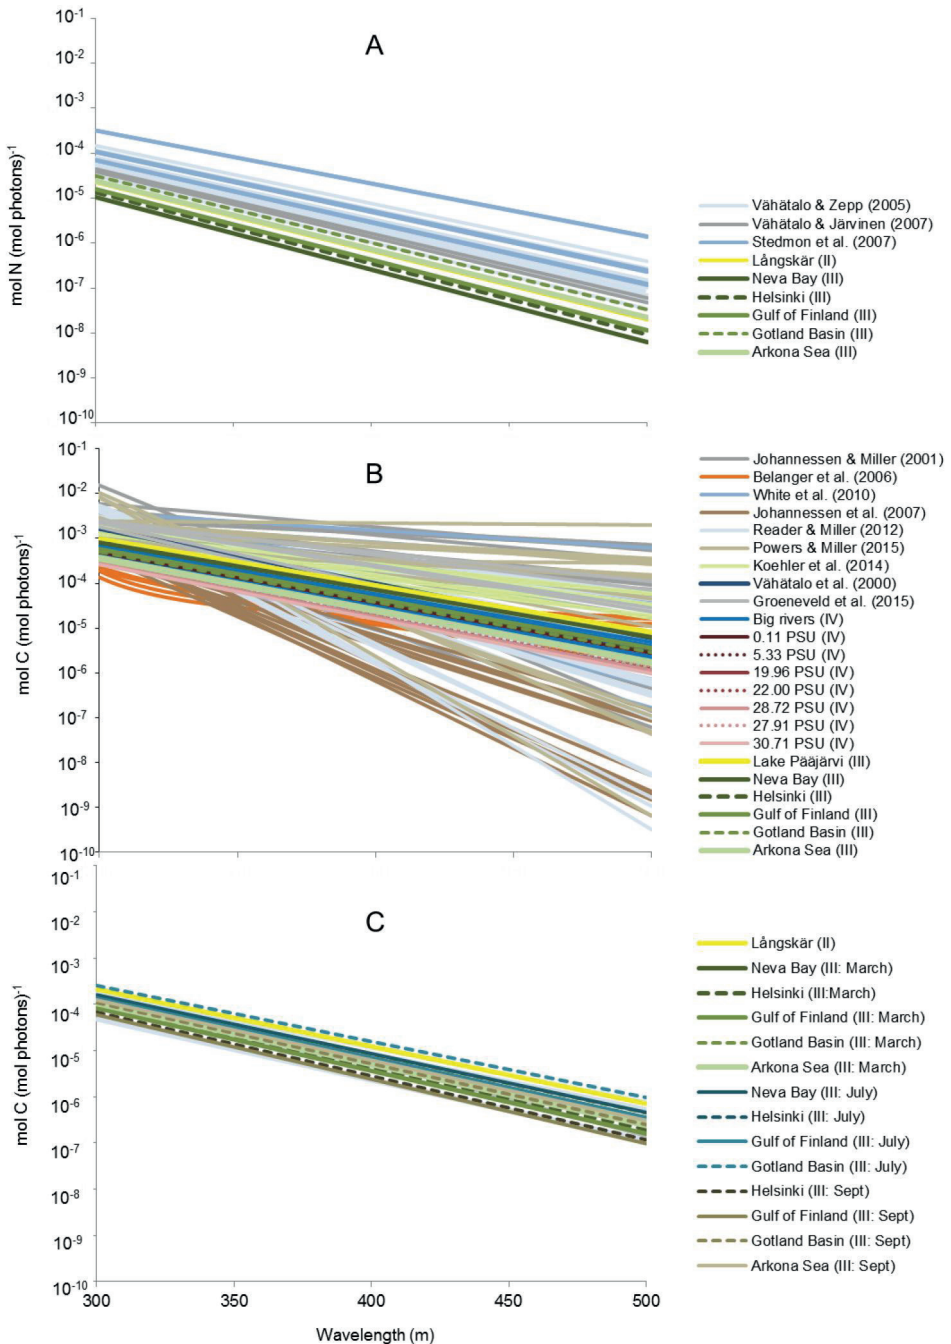 A
10-1
10-2
10-3
10-4
10-5
10-6
10-7
10-8
10-9
10-10
mol N (mol photons)-1
Vähätalo & Zepp (2005)
Vähätalo & Järvinen (2007)
Stedmon et al. (2007)
Långskär (II)
Neva Bay (III)
Helsinki (III)
Gulf of Finland (III)
Gotland Basin (III)
Arkona Sea (III)
B
10-1
10-2
10-3
10-4
10-5
10-6
10-7
10-8
10-9
10-10
mol C (mol photons)-1
Johannessen & Miller (2001)
Belanger et al. (2006)
White et al. (2010)
Johannessen et al. (2007)
Reader & Miller (2012)
Powers & Miller (2015)
Koehler et al. (2014)
Vähätalo et al. (2000)
Groeneveld et al. (2015)
Big rivers (IV)
0.11 PSU (IV)
5.33 PSU (IV)
19.96 PSU (IV)
22.00 PSU (IV)
28.72 PSU (IV)
27.91 PSU (IV)
30.71 PSU (IV)
Lake Pääjärvi (III)
Neva Bay (III)
Helsinki (III)
Gulf of Finland (III)
Gotland Basin (III)
Arkona Sea (III)
C
10-1
10-2
10-3
10-4
10-5
10-6
10-7
10-8
10-9
10-10
mol C (mol photons)-1
300
350
400
450
500
Wavelength (m)
Långskär (II)
Neva Bay (III: March)
Helsinki (III:March)
Gulf of Finland (III: March)
Gotland Basin (III: March)
Arkona Sea (III: March)
Neva Bay (III: July)
Helsinki (III: July)
Gulf of Finland (III: July)
Gotland Basin (III: July)
Helsinki (III: Sept)
Gulf of Finland (III: Sept)
Gotland Basin (III: Sept)
Arkona Sea (III: Sept)